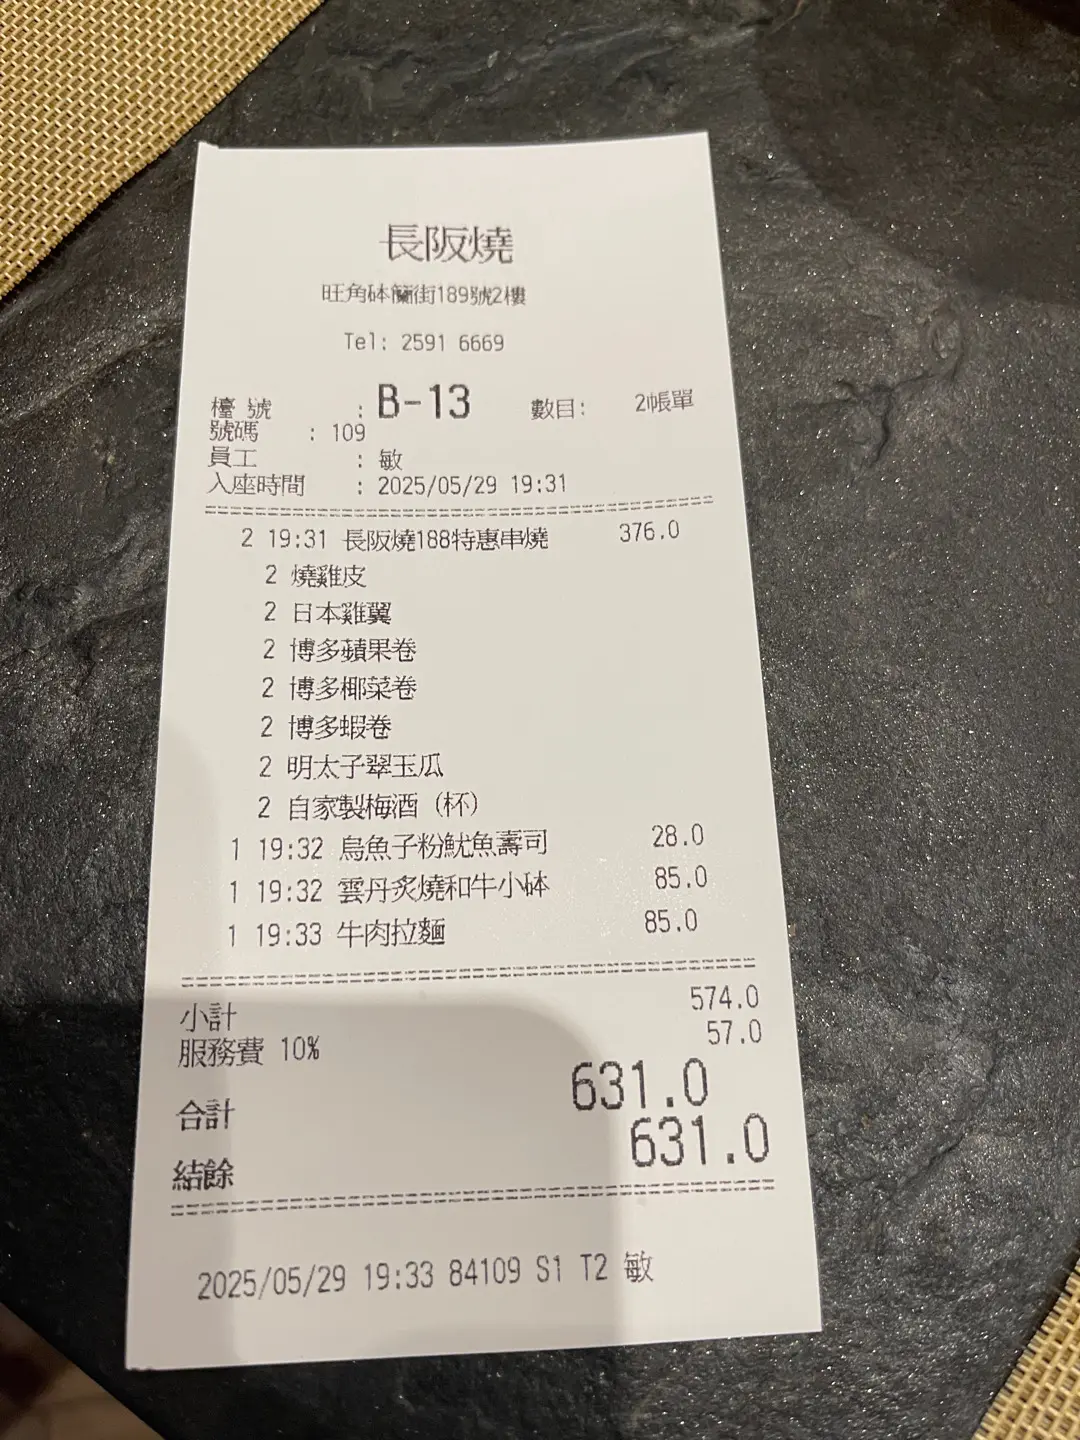 長阪燒
旺角砵蘭街189號2樓
Tel: 2591 6669
檯 號 : B-13 數目: 2帳單
號碼 : 109
員工 : 敏
入座時間 : 2025/05/29 19:31
2 19:31 長阪燒188特惠串燒 376.0
2 燒雞皮
2 日本雞翼
2 博多蘋果卷
2 博多椰菜卷
2 博多蝦卷
2 明太子翠玉瓜
2 自家製梅酒 (杯)
1 19:32 烏魚子粉魷魚壽司 28.0
1 19:32 雲丹炙燒和牛小砵 85.0
1 19:33 牛肉拉麵 85.0
小計 574.0
服務費 10% 57.0
合計 631.0
結餘 631.0
2025/05/29 19:33 84109 S1 T2 敏